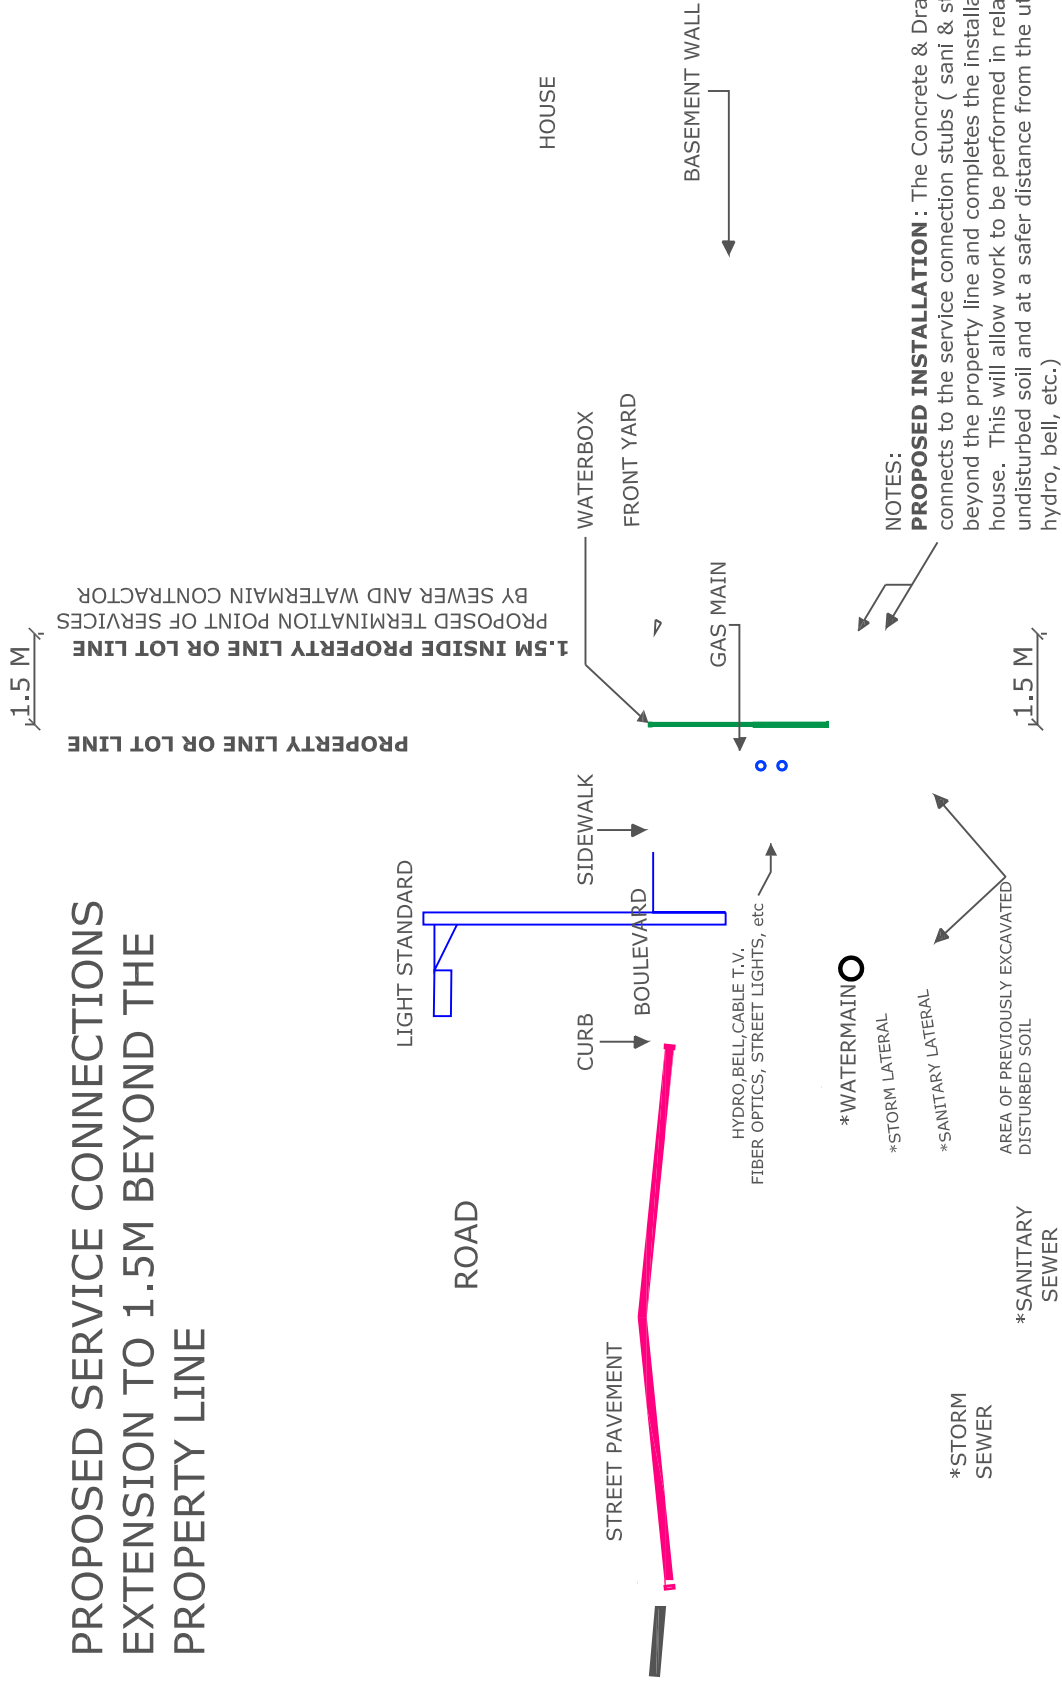 PROPOSED SERVICE CONNECTIONS
EXTENSION TO 1.5M BEYOND THE
PROPERTY LINE
1.5 M
PROPERTY LINE OR LOT LINE
1.5M INSIDE PROPERTY LINE OR LOT LINE
PROPOSED TERMINATION POINT OF SERVICES
BY SEWER AND WATERMAIN CONTRACTOR
LIGHT STANDARD
ROAD
HOUSE
STREET PAVEMENT
CURB
BOULEVARD
SIDEWALK
WATERBOX
FRONT YARD
BASEMENT WALL
GAS MAIN
HYDRO,BELL,CABLE T.V.
FIBER OPTICS, STREET LIGHTS, etc
*WATERMAIN
*STORM LATERAL
*SANITARY LATERAL
AREA OF PREVIOUSLY EXCAVATED
DISTURBED SOIL
*STORM
SEWER
*SANITARY
SEWER
1.5 M
NOTES:
PROPOSED INSTALLATION : The Concrete & Dra
connects to the service connection stubs ( sani & st
beyond the property line and completes the installa
house. This will allow work to be performed in rela
undisturbed soil and at a safer distance from the ut
hydro, bell, etc.)